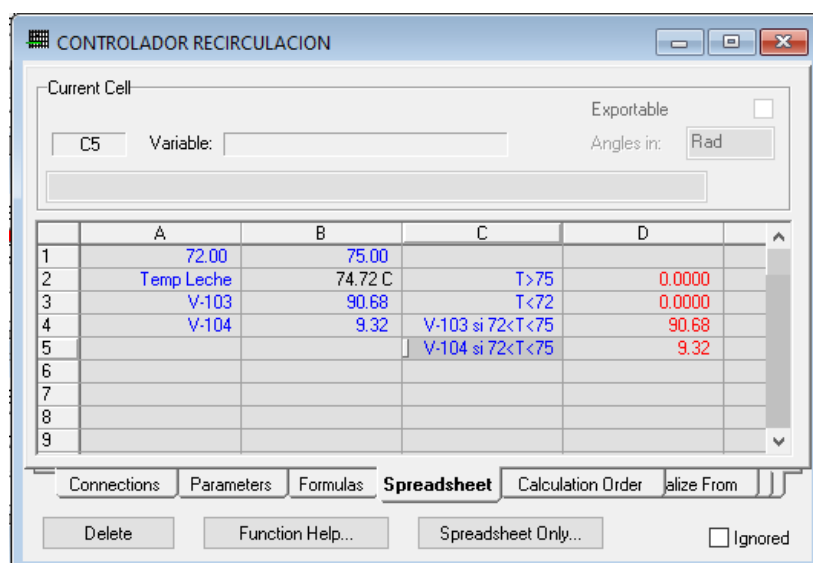 CONTROLADOR RECIRCULACION
Current Cell
Exportable
C5 Variable: Angles in: Rad
A B C D
1 72.00 75.00
2 Temp Leche 74.72 C T>75 0.0000
3 V-103 90.68 T<72 0.0000
4 V-104 9.32 V-103 si 72<T<75 90.68
5 V-104 si 72<T<75 9.32
6
7
8
9
Connections Parameters Formulas Spreadsheet Calculation Order alize From
Delete Function Help... Spreadsheet Only... Ignored